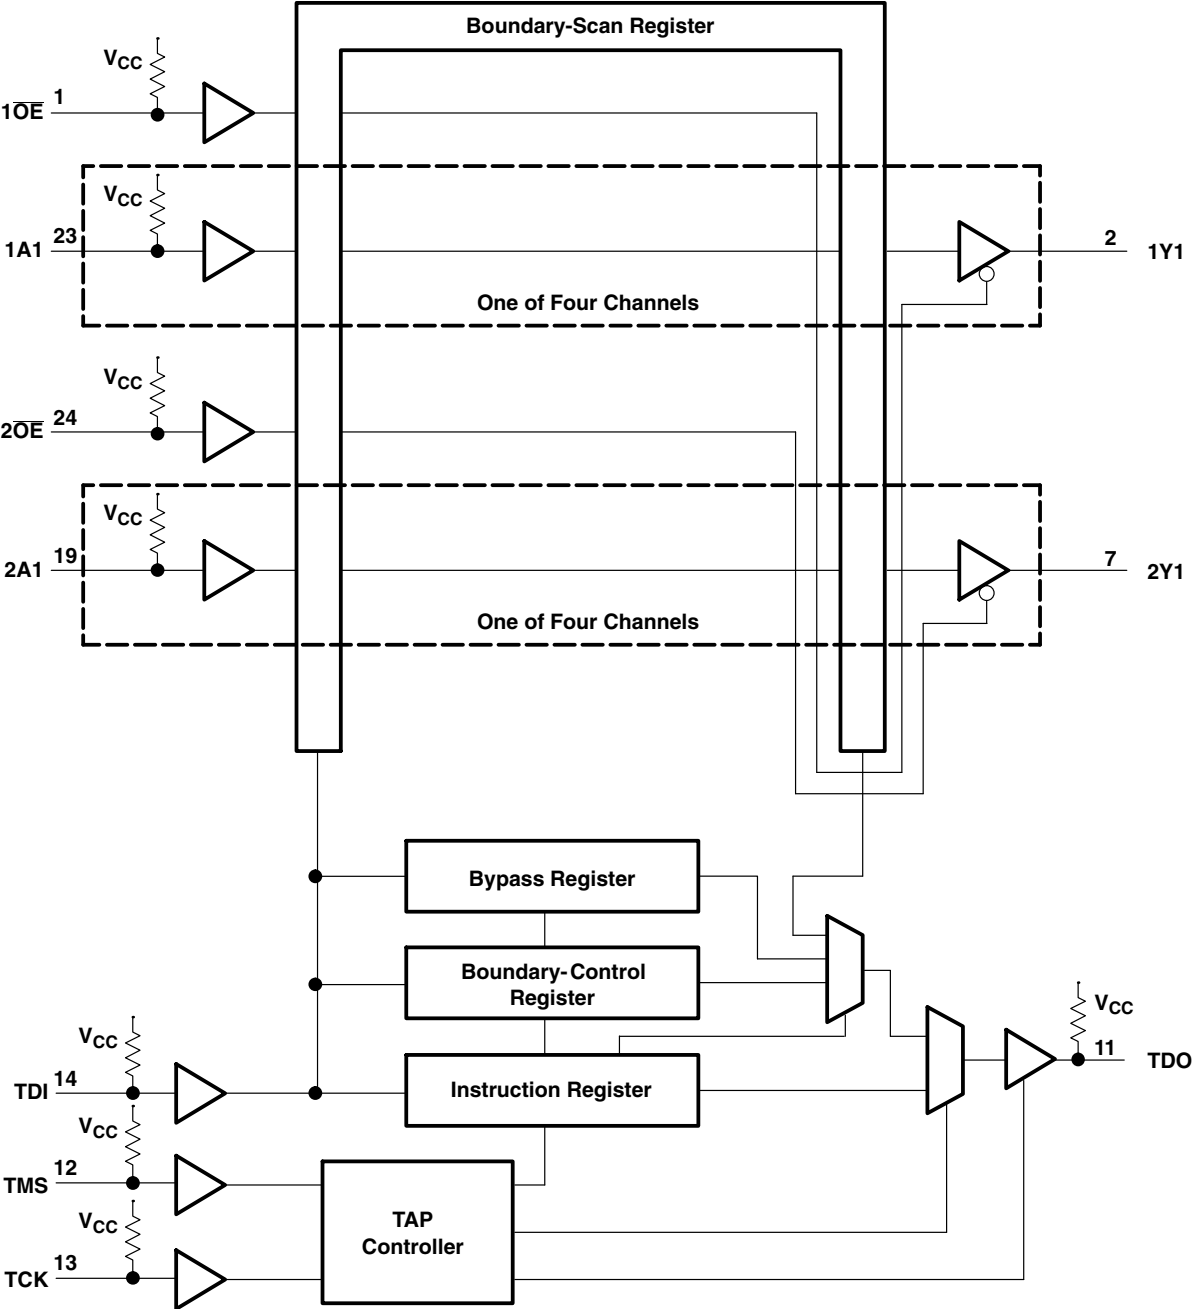 Boundary-Scan Register
VCC
1O̅E̅ 1
VCC
1A1 23
2 1Y1
One of Four Channels
VCC
2O̅E̅ 24
VCC
2A1 19
7 2Y1
One of Four Channels
Bypass Register
Boundary-Control
Register
VCC
VCC
TDI 14
Instruction Register
11 TDO
VCC
TMS 12
VCC
TAP
Controller
TCK 13